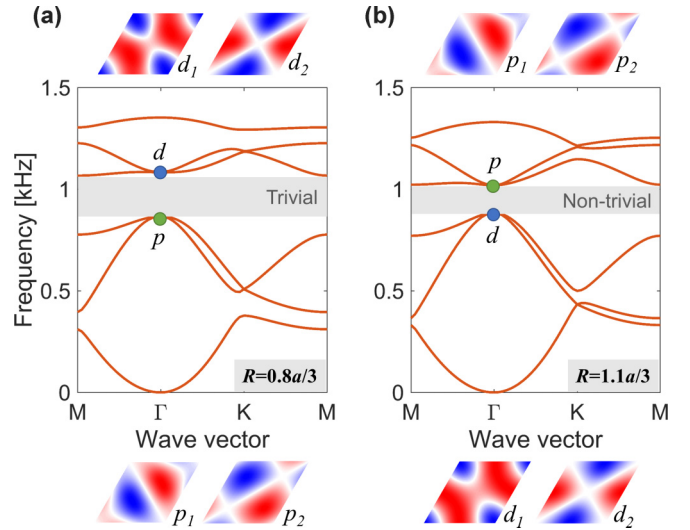 (a)
d1 d2
1.5
1
0.5
0
Frequency [kHz]
d
Trivial
p
R=0.8a/3
M Γ K M
Wave vector
p1 p2
(b)
p1 p2
1.5
1
0.5
0
p
Non-trivial
d
R=1.1a/3
M Γ K M
Wave vector
d1 d2